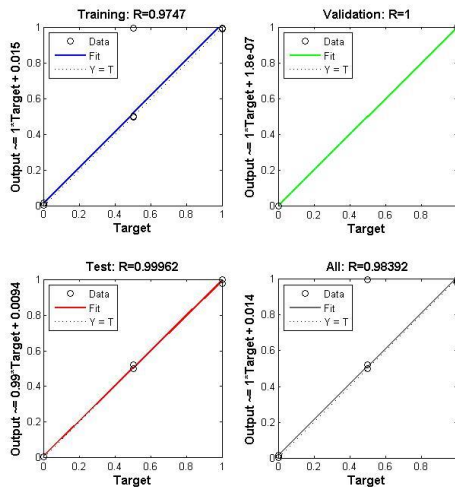 Training: R=0.9747
Output ~= 1*Target + 0.015
1
0.8
0.6
0.4
0.2
0
Data
Fit
Y = T
0 0.2 0.4 0.6 0.8 1
Target
Validation: R=1
Output ~= 1*Target + 1.8e-07
1
0.8
0.6
0.4
0.2
0
Data
Fit
Y = T
0 0.2 0.4 0.6 0.8
Target
Test: R=0.99962
Output ~= 0.99*Target + 0.0094
1
0.8
0.6
0.4
0.2
0
Data
Fit
Y = T
0 0.2 0.4 0.6 0.8 1
Target
All: R=0.98392
Output ~= 1*Target + 0.014
1
0.8
0.6
0.4
0.2
0
Data
Fit
Y = T
0 0.2 0.4 0.6 0.8
Target